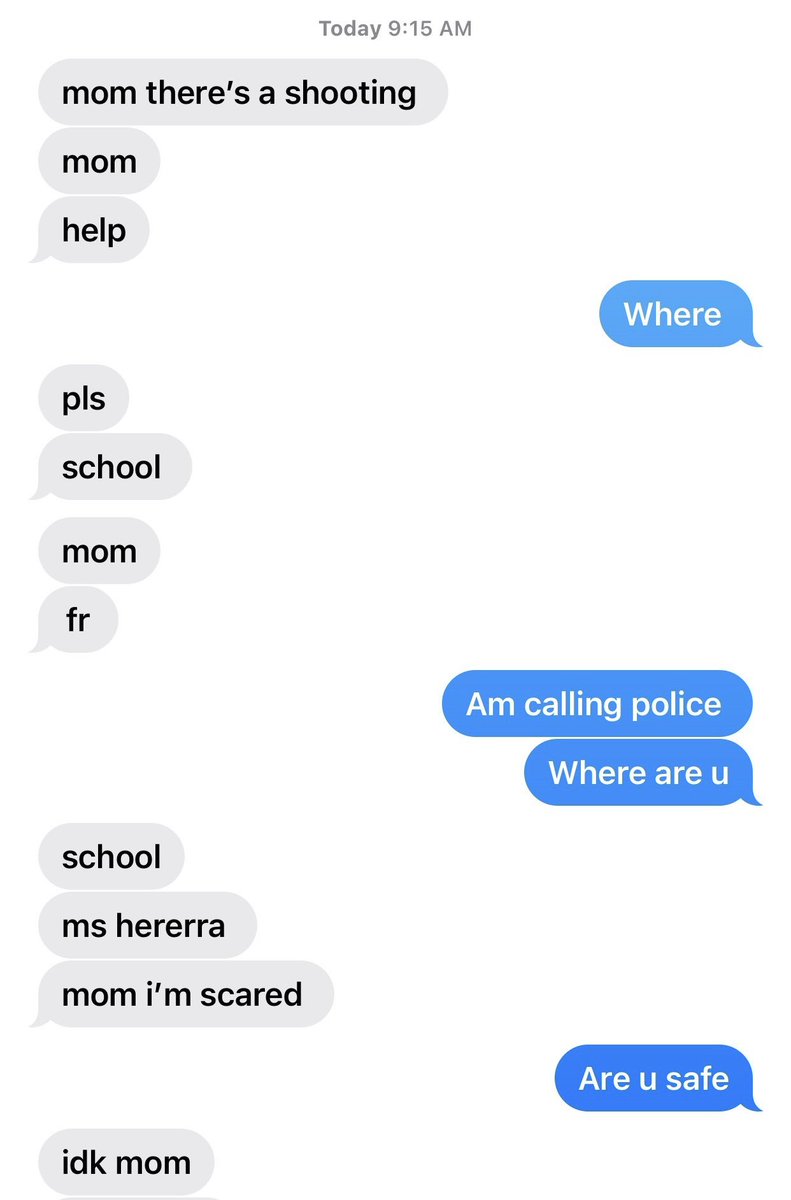 Today 9:15 AM
mom there’s a shooting
mom
help
Where
pls
school
mom
fr
Am calling police
Where are u
school
ms hererra
mom i’m scared
Are u safe
idk mom